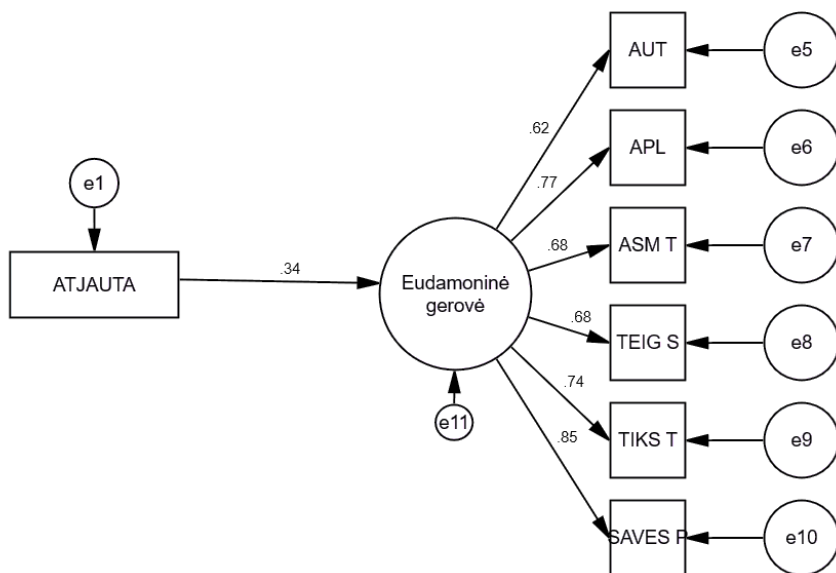 AUT
e5
.62
APL
e6
.77
e1
ASM T
e7
.68
ATJAUTA
.34
Eudamoninė
gerovė
TEIG S
e8
.68
e11
.74
TIKS T
e9
.85
SAVES P
e10